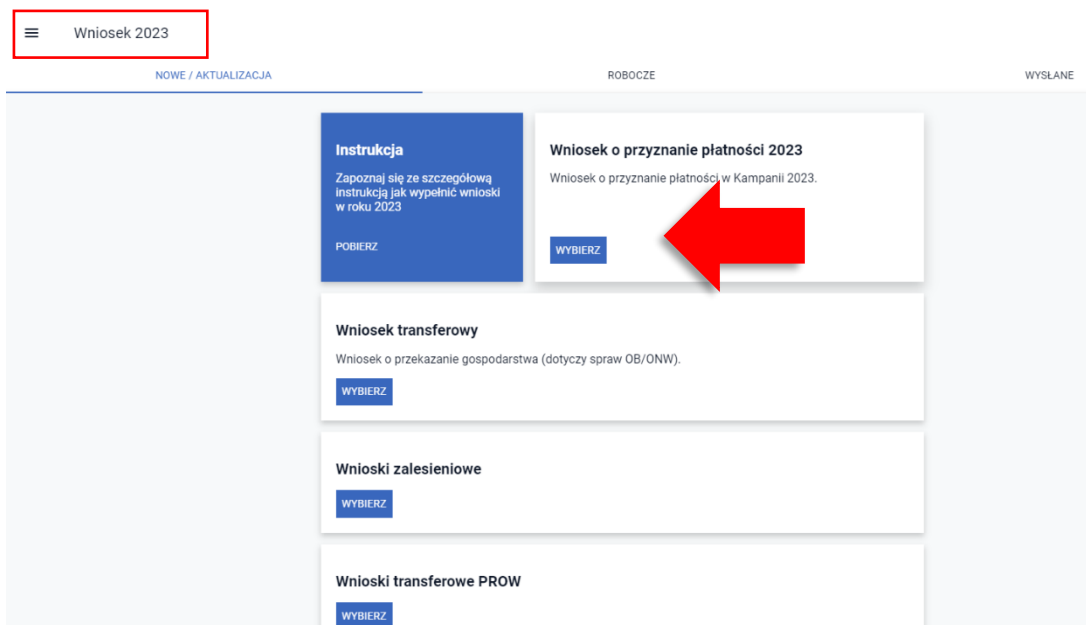 Wniosek 2023
NOWE / AKTUALIZACJA
ROBOCZE
WYSŁANE
Instrukcja
Zapoznaj się ze szczegółową
instrukcją jak wypełnić wnioski
w roku 2023
POBIERZ
Wniosek o przyznanie płatności 2023
Wniosek o przyznanie płatności w Kampanii 2023.
WYBIERZ
Wniosek transferowy
Wniosek o przekazanie gospodarstwa (dotyczy spraw OB/ONW).
WYBIERZ
Wnioski zalesieniowe
WYBIERZ
Wnioski transferowe PROW
WYBIERZ